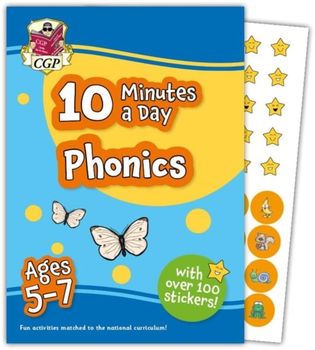 CGP
CGP
10 Minutes
a Day
Phonics
Ages
5-7
with
over 100
stickers!
Fun activities matched to the national curriculum!